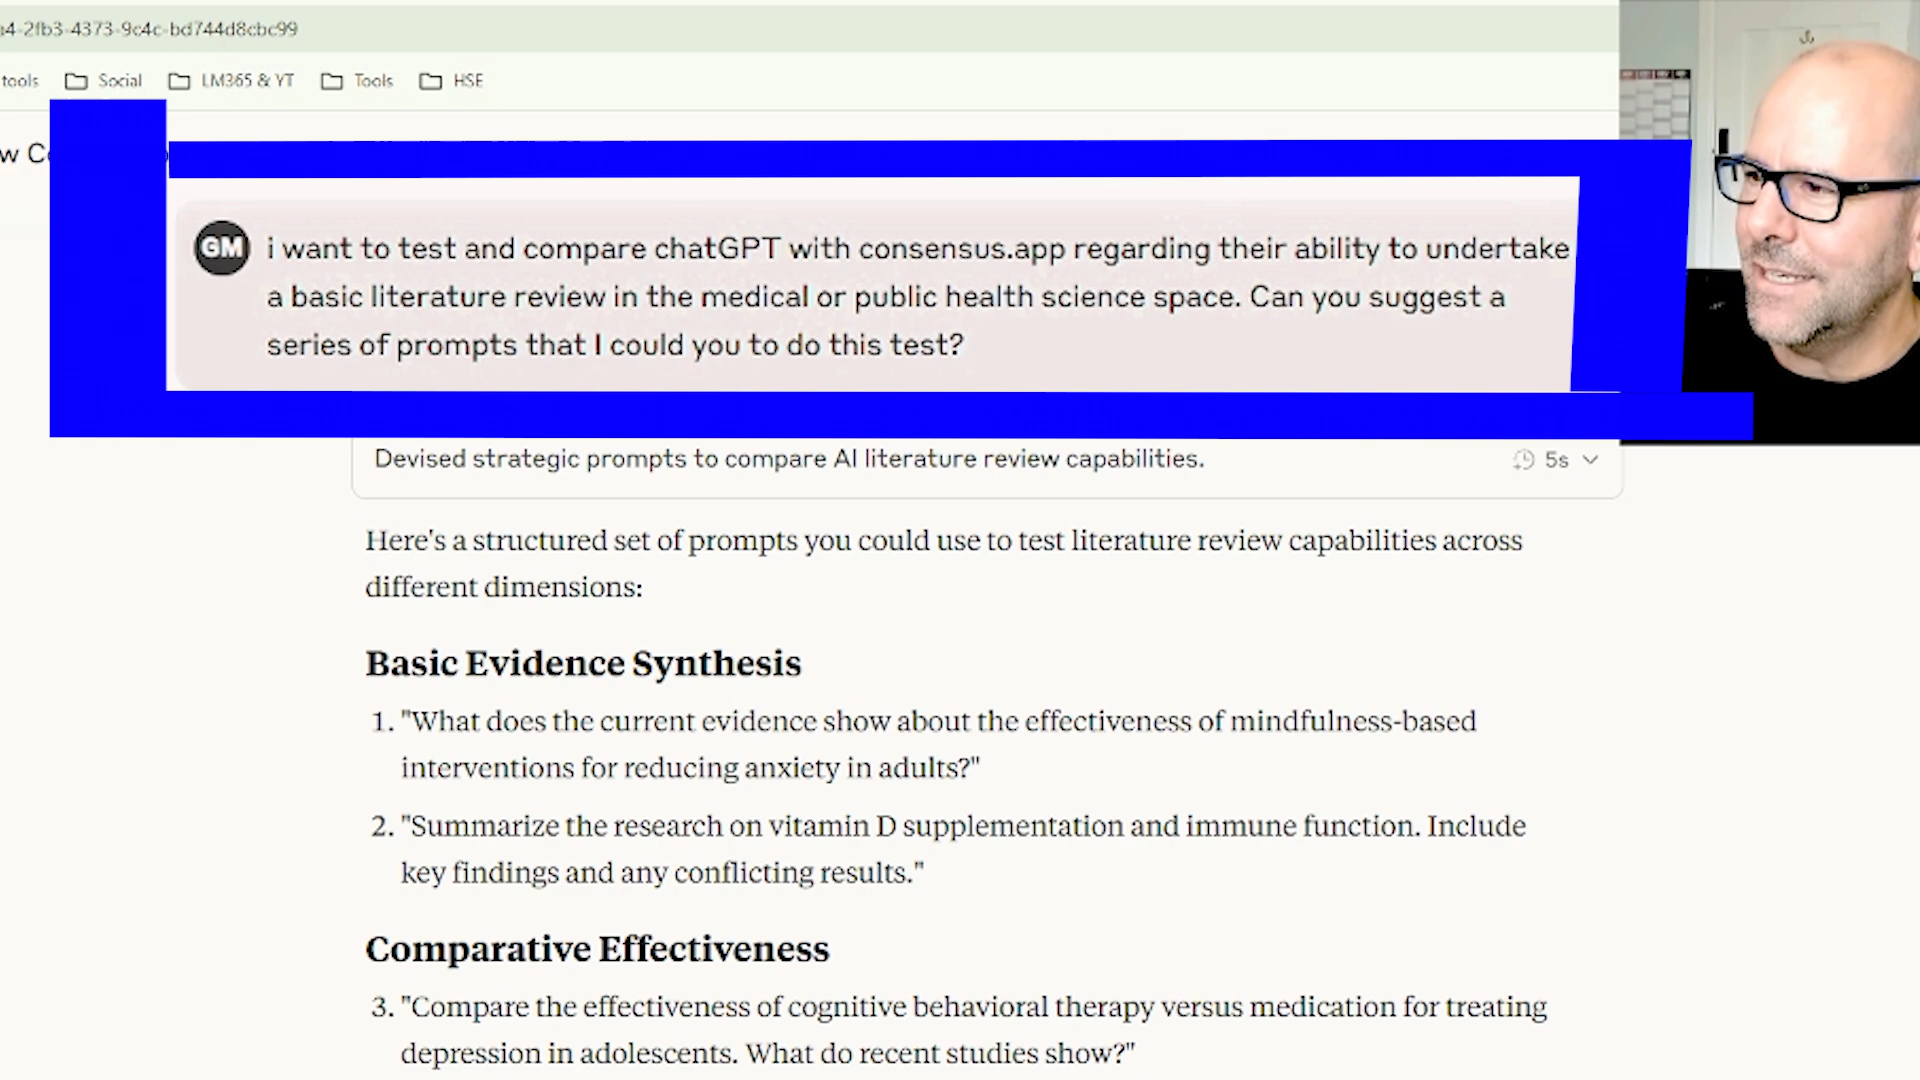 a4-2fb3-4373-9c4c-bd744d8cbc99
tools Social LM365 & YT Tools HSE
GM i want to test and compare chatGPT with consensus.app regarding their ability to undertake
a basic literature review in the medical or public health science space. Can you suggest a
series of prompts that I could you to do this test?
Devised strategic prompts to compare AI literature review capabilities. 5s
Here's a structured set of prompts you could use to test literature review capabilities across
different dimensions:
Basic Evidence Synthesis
1. "What does the current evidence show about the effectiveness of mindfulness-based
interventions for reducing anxiety in adults?"
2. "Summarize the research on vitamin D supplementation and immune function. Include
key findings and any conflicting results."
Comparative Effectiveness
3. "Compare the effectiveness of cognitive behavioral therapy versus medication for treating
depression in adolescents. What do recent studies show?"